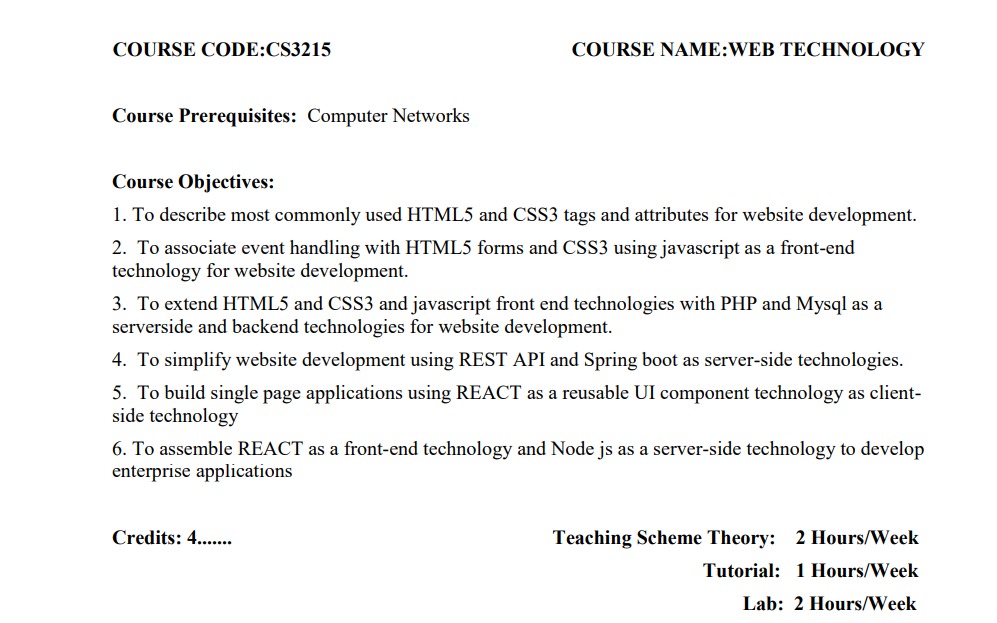 COURSE CODE:CS3215 COURSE NAME:WEB TECHNOLOGY
Course Prerequisites: Computer Networks
Course Objectives:
1. To describe most commonly used HTML5 and CSS3 tags and attributes for website development.
2. To associate event handling with HTML5 forms and CSS3 using javascript as a front-end
technology for website development.
3. To extend HTML5 and CSS3 and javascript front end technologies with PHP and Mysql as a
serverside and backend technologies for website development.
4. To simplify website development using REST API and Spring boot as server-side technologies.
5. To build single page applications using REACT as a reusable UI component technology as client-
side technology
6. To assemble REACT as a front-end technology and Node js as a server-side technology to develop
enterprise applications
Credits: 4....... Teaching Scheme Theory: 2 Hours/Week
Tutorial: 1 Hours/Week
Lab: 2 Hours/Week